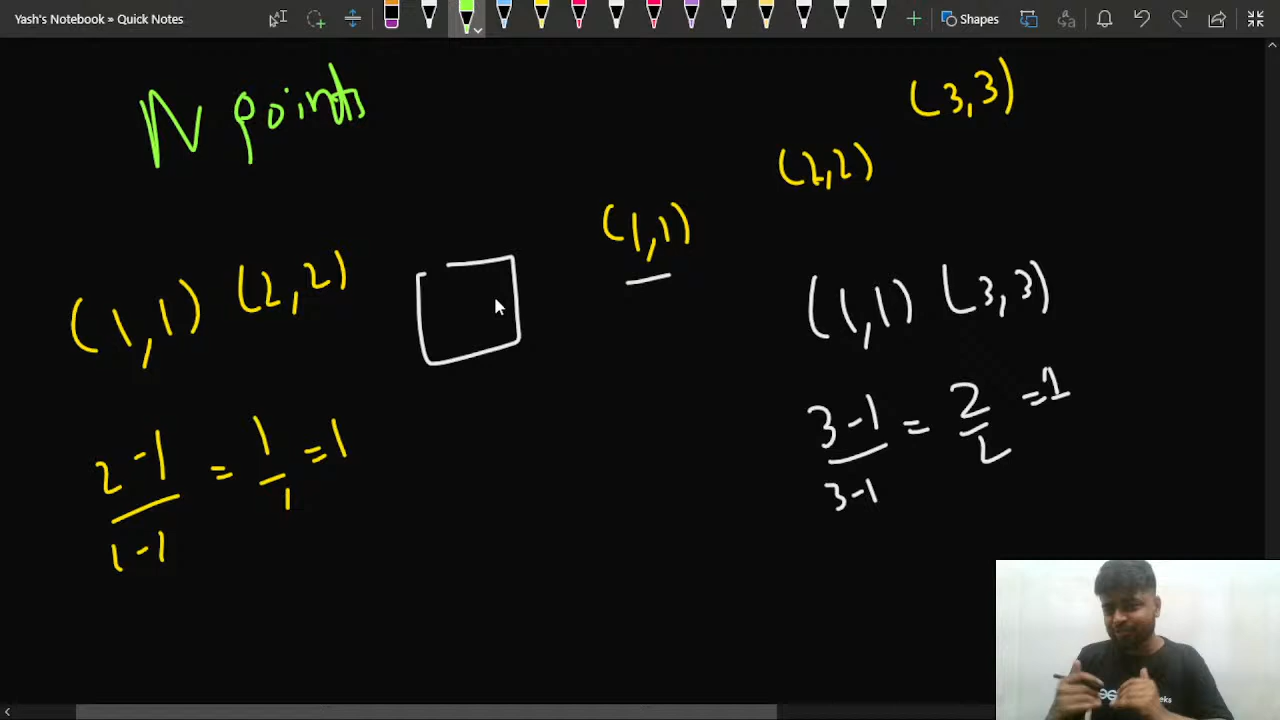 Yash's Notebook » Quick Notes
Shapes
N points
(3,3)
(2,2)
(1,1)
(1,1) (2,2)
(1,1) (3,3)
2-1 = 1 = 1
1-1 1
3-1 = 2 = 1
3-1 2
eks